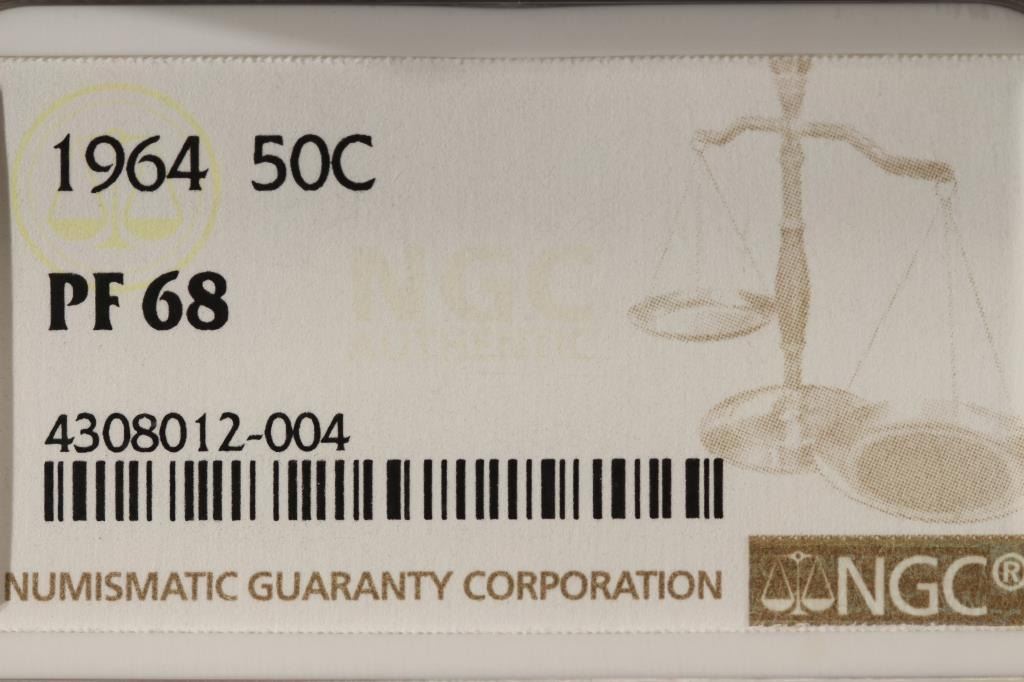 1964 50C
NGC
AUTHENTIC
PF 68
4308012-004
NUMISMATIC GUARANTY CORPORATION
NGC®